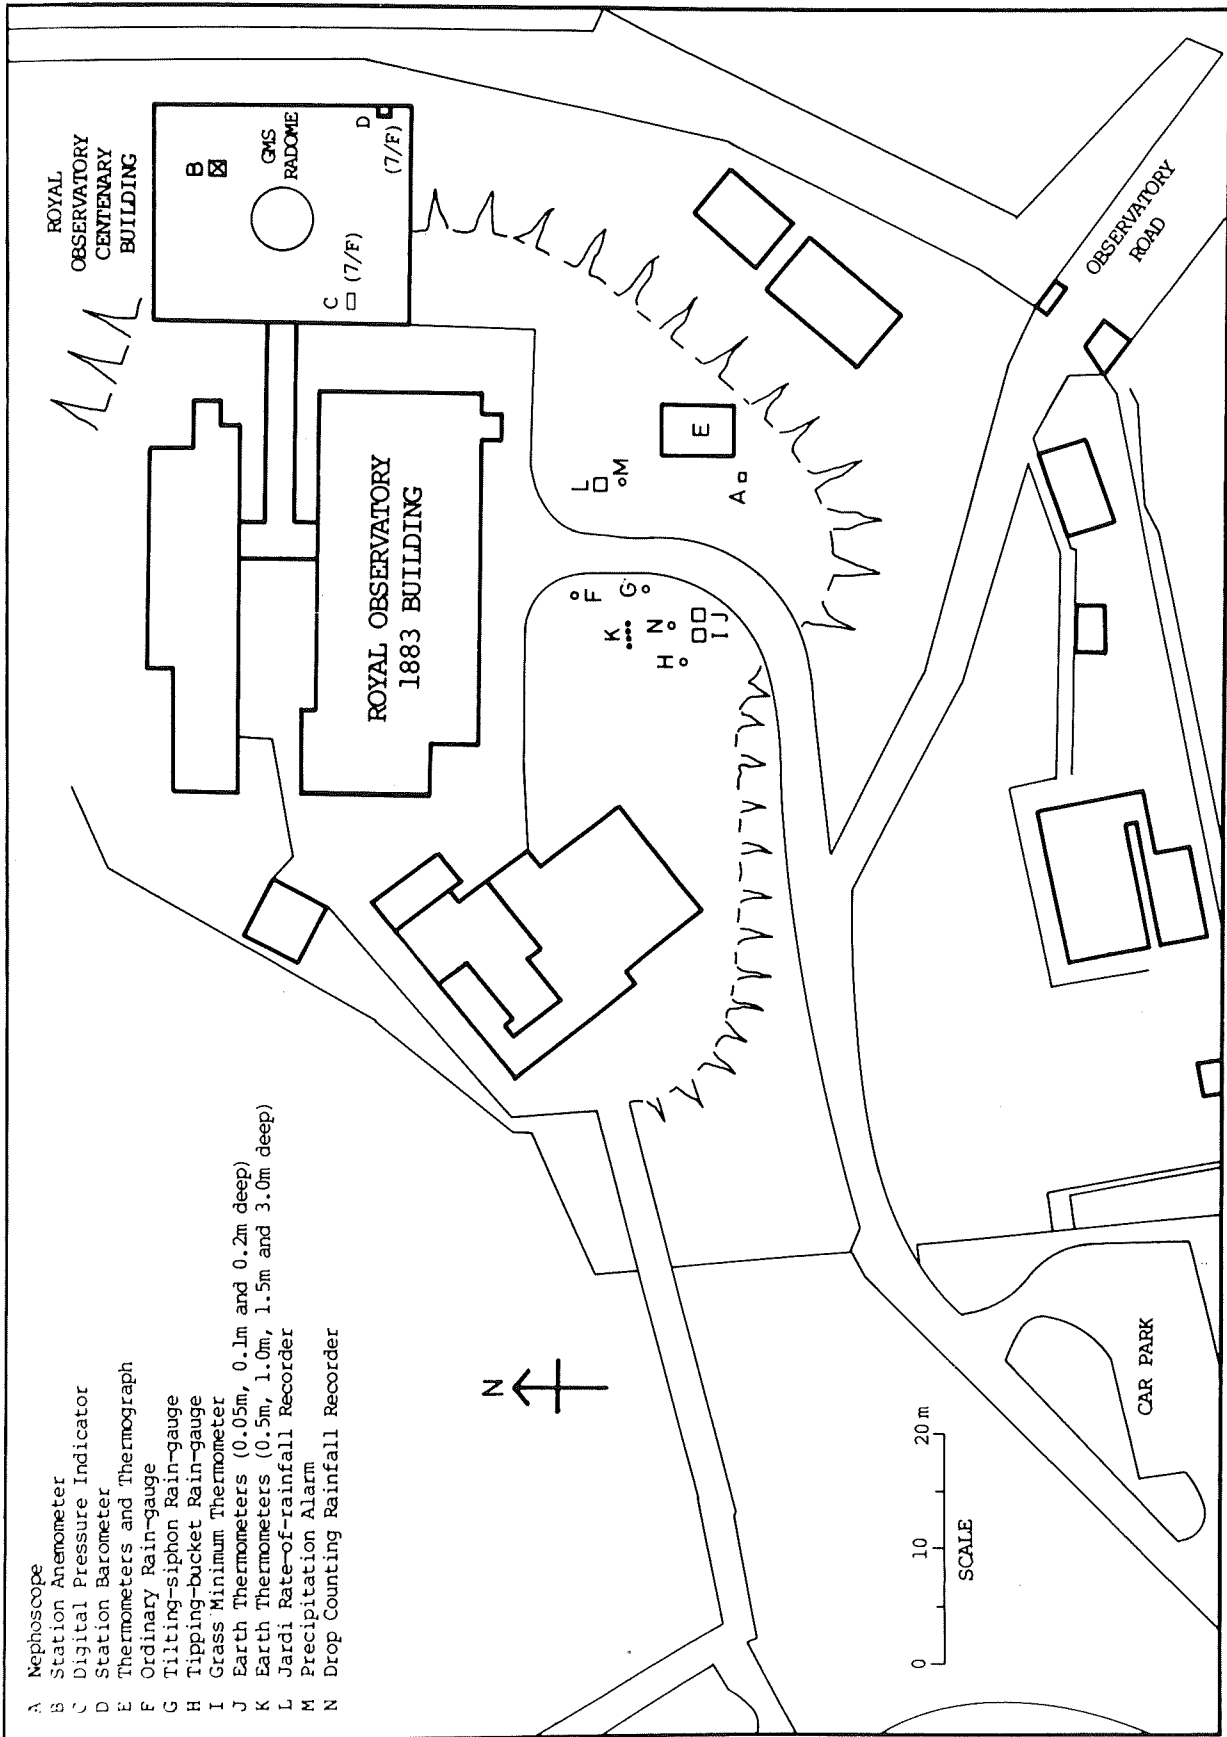 A Nephoscope
B Station Anemometer
C Digital Pressure Indicator
D Station Barometer
E Thermometers and Thermograph
F Ordinary Rain-gauge
G Tilting-siphon Rain-gauge
H Tipping-bucket Rain-gauge
I Grass Minimum Thermometer
J Earth Thermometers (0.05m, 0.1m and 0.2m deep)
K Earth Thermometers (0.5m, 1.0m, 1.5m and 3.0m deep)
L Jardi Rate-of-rainfall Recorder
M Precipitation Alarm
N Drop Counting Rainfall Recorder
ROYAL
OBSERVATORY
CENTENARY
BUILDING
B
GMS
RADOME
C
(7/F)
D
(7/F)
ROYAL OBSERVATORY
1883 BUILDING
L
M
E
A
F
G
K
N
H
I J
OBSERVATORY
ROAD
N
0 10 20m
SCALE
CAR PARK